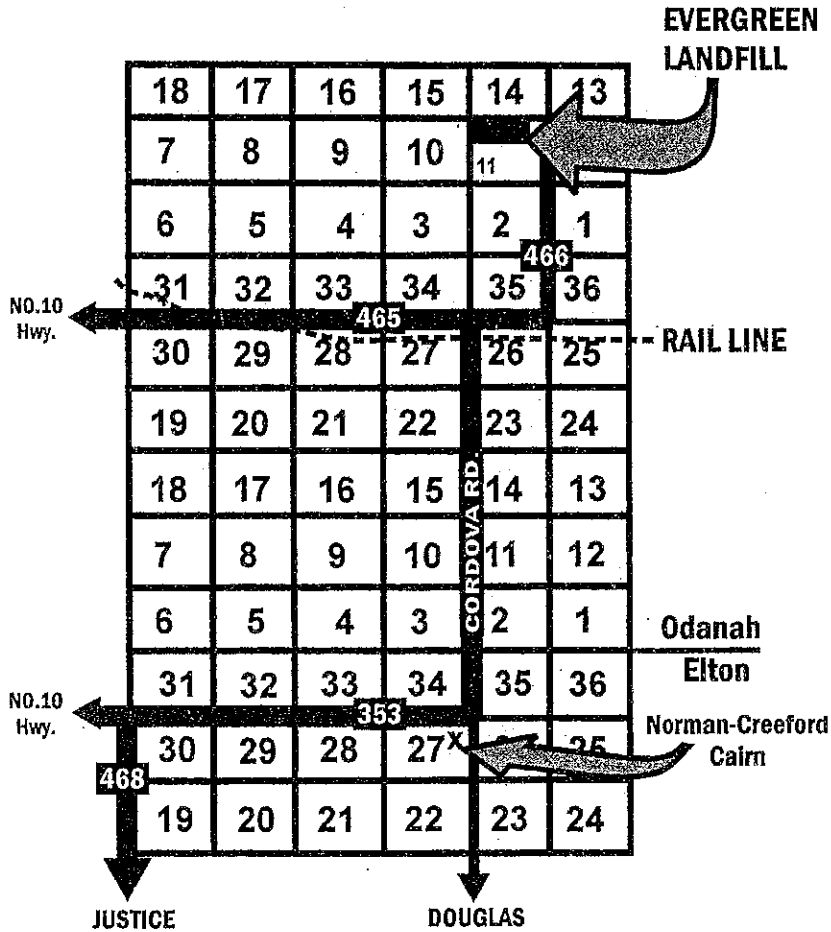 EVERGREEN
LANDFILL
18 17 16 15 14 13
7 8 9 10 11
6 5 4 3 2 1
466
31 32 33 34 35 36
NO.10
Hwy.
465
RAIL LINE
30 29 28 27 26 25
19 20 21 22 23 24
CORDOVA RD.
18 17 16 15 14 13
7 8 9 10 11 12
6 5 4 3 2 1
Odanah
Elton
31 32 33 34 35 36
NO.10
Hwy.
353
Norman-Creeford
Cairn
30 29 28 27 X 25
468
19 20 21 22 23 24
JUSTICE
DOUGLAS